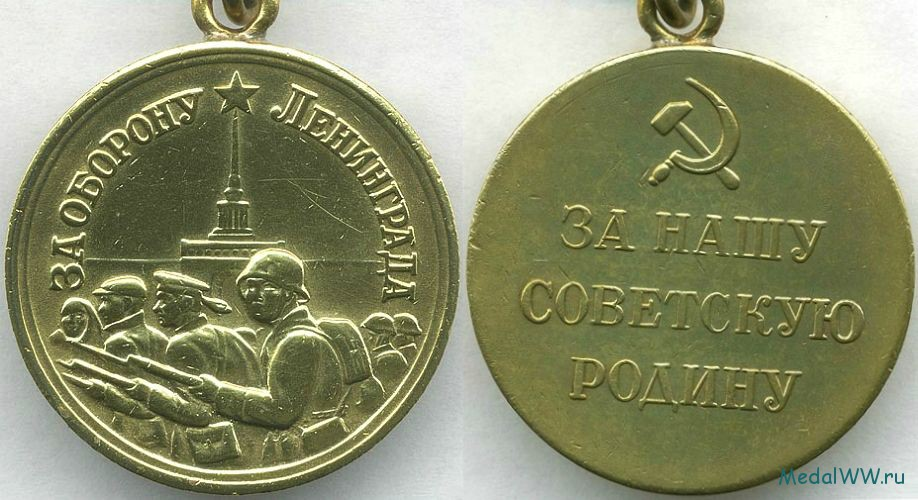 ЗА ОБОРОНУ ЛЕНИНГРАДА
ЗА НАШУ
СОВЕТСКУЮ
РОДИНУ
MedalWW.ru